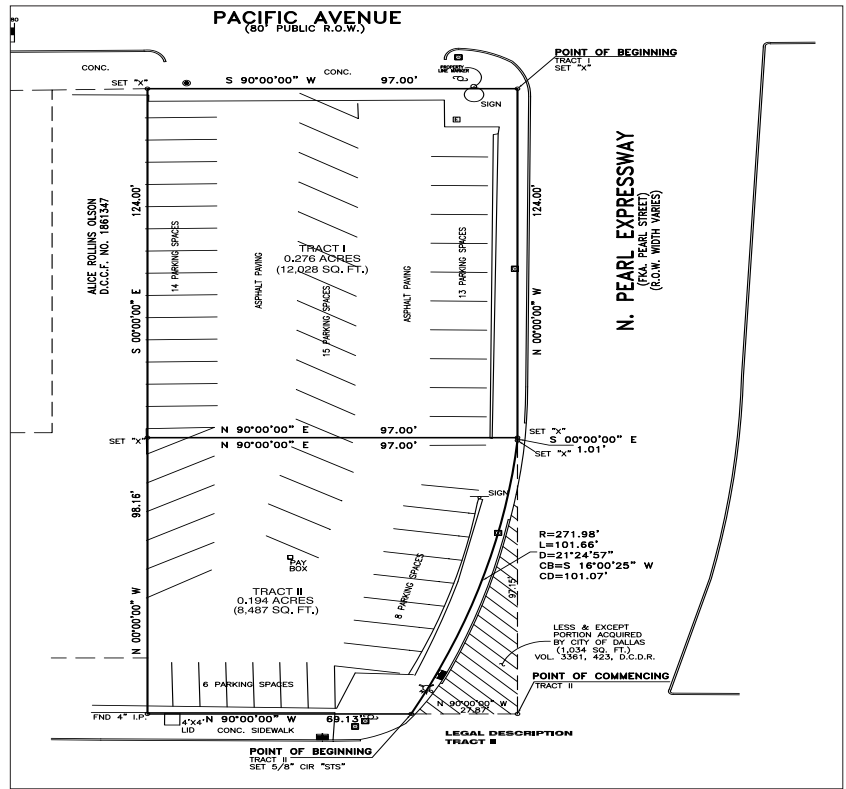 80
PACIFIC AVENUE
(80' PUBLIC R.O.W.)
POINT OF BEGINNING
TRACT I
SET "X"
CONC.
CONC.
PROPERTY
LINE MARKER
SET "X"
S 90°00'00" W
97.00'
SIGN
E
ALICE ROLLINS OLSON
D.C.C.F. NO. 1861347
124.00'
S 00°00'00" E
14 PARKING SPACES
ASPHALT PAVING
TRACT I
0.276 ACRES
(12,028 SQ. FT.)
15 PARKING SPACES
ASPHALT PAVING
13 PARKING SPACES
124.00'
N 00°00'00" W
N. PEARL EXPRESSWAY
(FKA. PEARL STREET)
(R.O.W. WIDTH VARIES)
N 90°00'00" E
97.00'
SET "X"
N 90°00'00" E
97.00'
SET "X"
S 00°00'00" E
1.01'
SET "X"
98.16'
N 00°00'00" W
SIGN
R=271.98'
L=101.66'
D=21°24'57"
CB=S 16°00'25" W
CD=101.07'
PAY
BOX
TRACT II
0.194 ACRES
(8,487 SQ. FT.)
8 PARKING SPACES
97.15'
LESS & EXCEPT
PORTION ACQUIRED
BY CITY OF DALLAS
(1,034 SQ. FT.)
VOL. 3361, 423, D.C.D.R.
6 PARKING SPACES
POINT OF COMMENCING
TRACT II
N 90°00'00" W
27.87'
FND 4" I.P.
4'x4'
LID
N 90°00'00" W
69.13'
CONC. SIDEWALK
LEGAL DESCRIPTION
TRACT II
POINT OF BEGINNING
TRACT II
SET 5/8" CIR "STS"